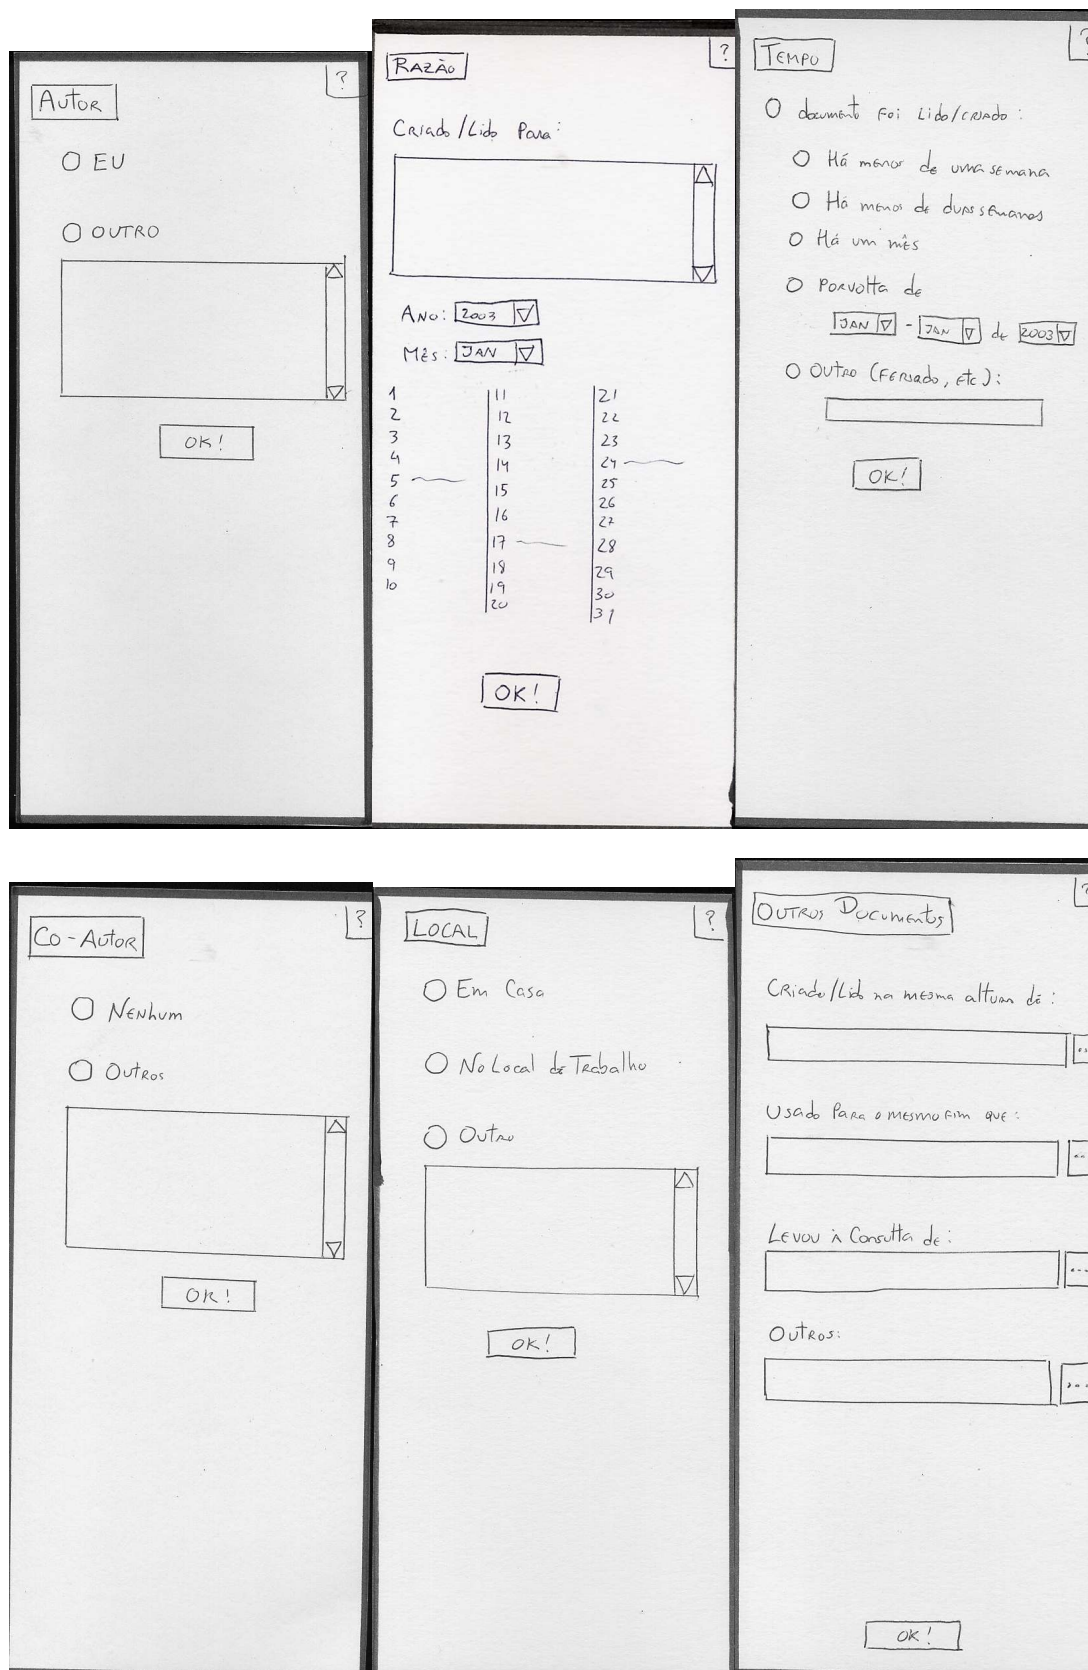 AUTOR
?
EU
OUTRO
OK!
RAZÃO
?
CRIADO/LIDO PARA:
ANO: 2003
MÊS: JAN
1 11 21
2 12 22
3 13 23
4 14 24
5 15 25
6 16 26
7 17 27
8 18 28
9 19 29
10 20 30
31
OK!
TEMPO
?
O document foi lido/criado:
Há menos de uma semana
Há menos de duas semanas
Há um mês
Por volta de
JAN - JAN de 2003
OUTRO (FERIADO, etc):
OK!
CO-AUTOR
?
NENHUM
OUTROS
OK!
LOCAL
?
Em Casa
No Local de Trabalho
OUTRO
OK!
OUTROS DOCUMENTOS
?
CRIADO/LIDO na mesma altura de:
...
Usado para o mesmo fim que:
...
Levou à Consulta de:
...
OUTROS:
...
OK!